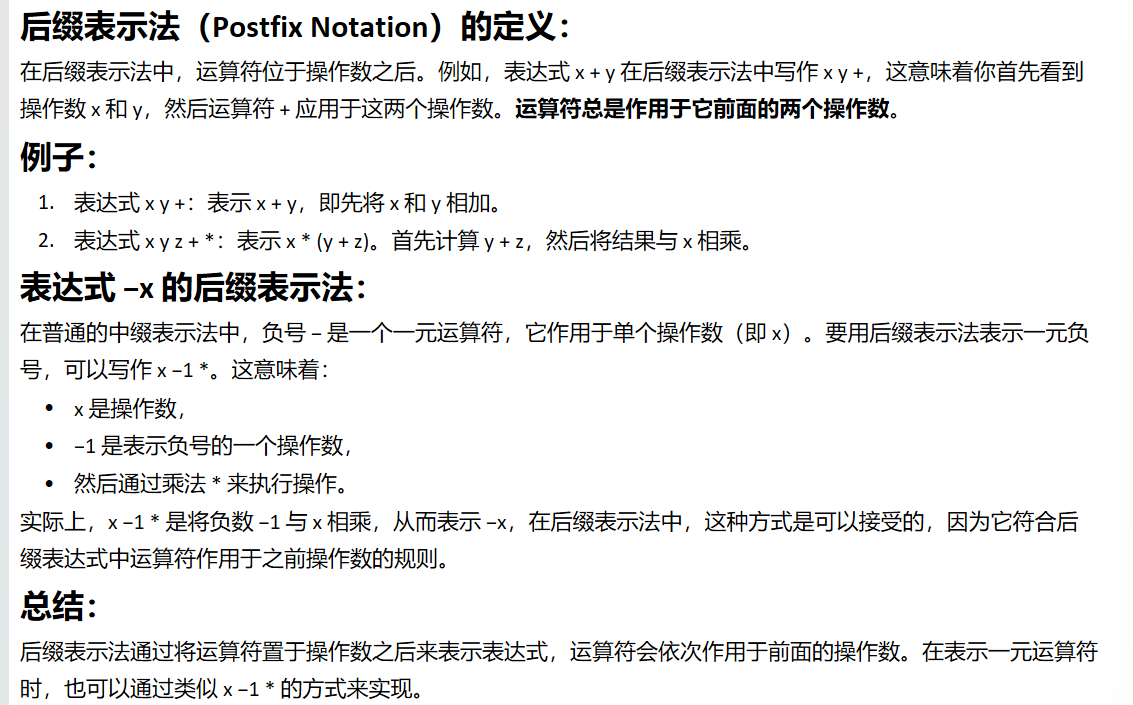 后缀表示法（Postfix Notation）的定义：
在后缀表示法中，运算符位于操作数之后。例如，表达式 x + y 在后缀表示法中写作 x y +，这意味着你首先看到
操作数 x 和 y，然后运算符 + 应用于这两个操作数。运算符总是作用于它前面的两个操作数。
例子：
1. 表达式 x y +：表示 x + y，即先将 x 和 y 相加。
2. 表达式 x y z + *：表示 x * (y + z)。首先计算 y + z，然后将结果与 x 相乘。
表达式 –x 的后缀表示法：
在普通的中缀表示法中，负号 – 是一个一元运算符，它作用于单个操作数（即 x）。要用后缀表示法表示一元负
号，可以写作 x –1 *。这意味着：
• x 是操作数，
• –1 是表示负号的一个操作数，
• 然后通过乘法 * 来执行操作。
实际上，x –1 * 是将负数 –1 与 x 相乘，从而表示 –x，在后缀表示法中，这种方式是可以接受的，因为它符合后
缀表达式中运算符作用于之前操作数的规则。
总结：
后缀表示法通过将运算符置于操作数之后来表示表达式，运算符会依次作用于前面的操作数。在表示一元运算符
时，也可以通过类似 x –1 * 的方式来实现。